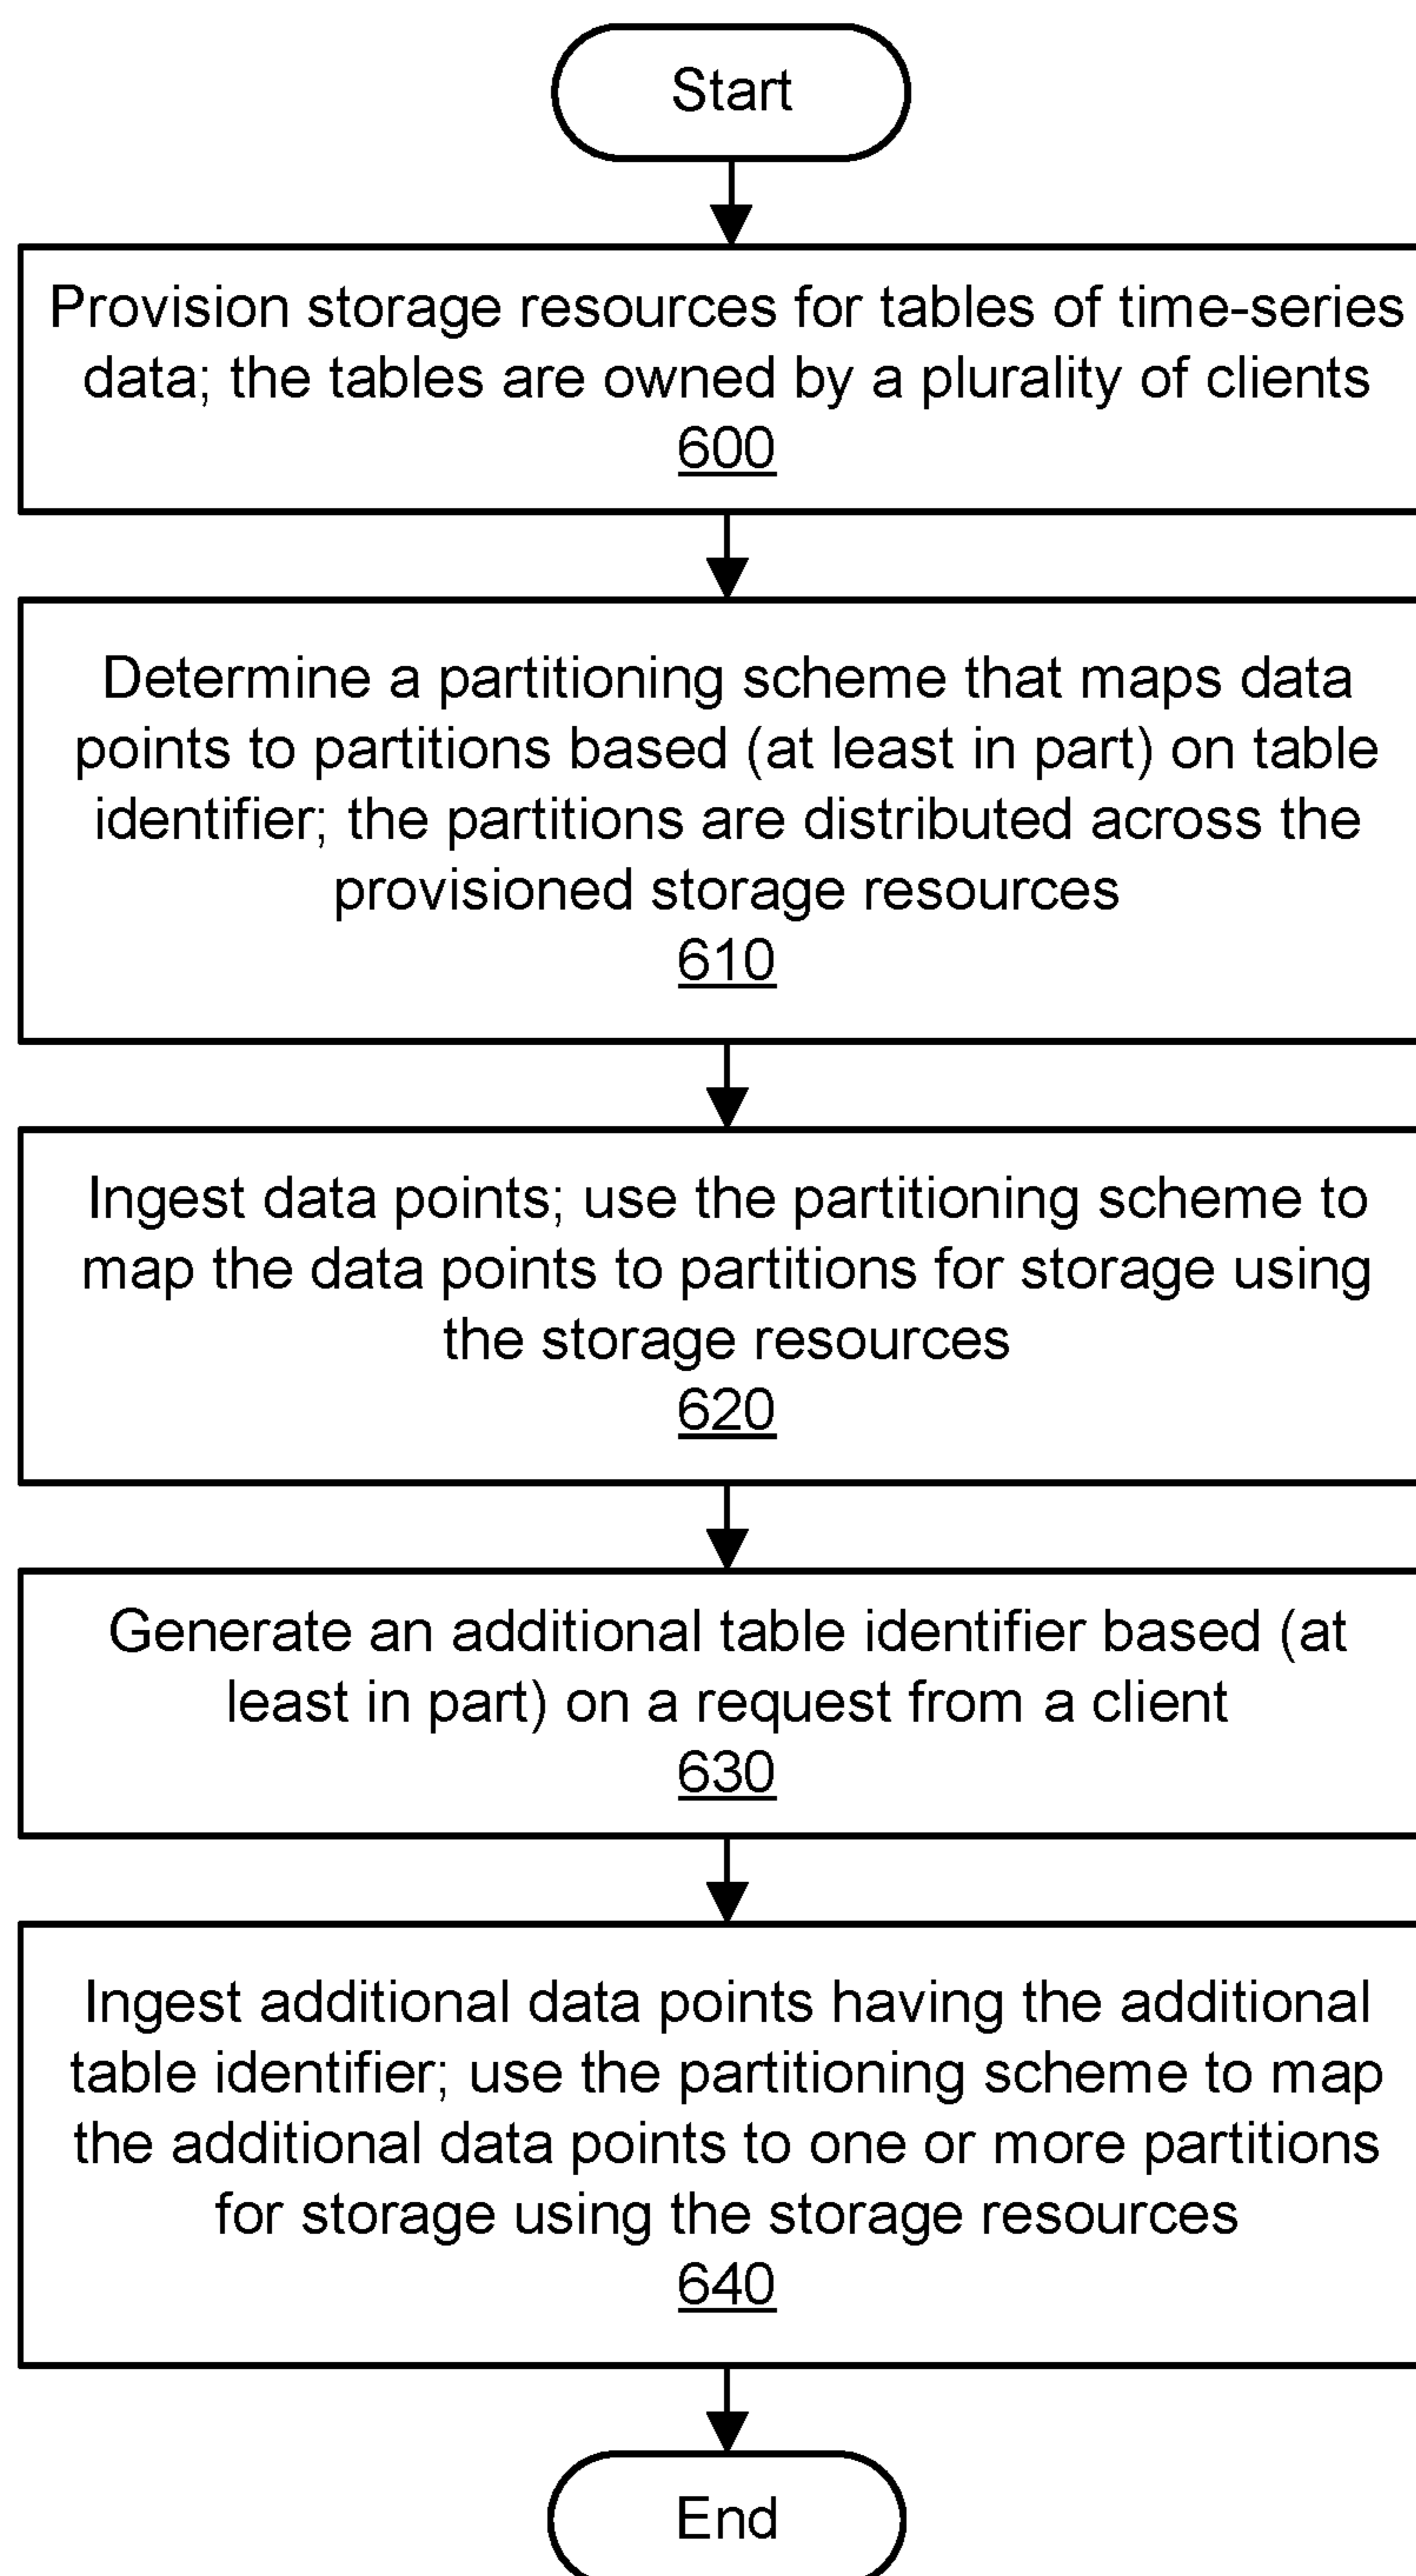 Start
Provision storage resources for tables of time-series
data; the tables are owned by a plurality of clients
600
Determine a partitioning scheme that maps data
points to partitions based (at least in part) on table
identifier; the partitions are distributed across the
provisioned storage resources
610
Ingest data points; use the partitioning scheme to
map the data points to partitions for storage using
the storage resources
620
Generate an additional table identifier based (at
least in part) on a request from a client
630
Ingest additional data points having the additional
table identifier; use the partitioning scheme to map
the additional data points to one or more partitions
for storage using the storage resources
640
End